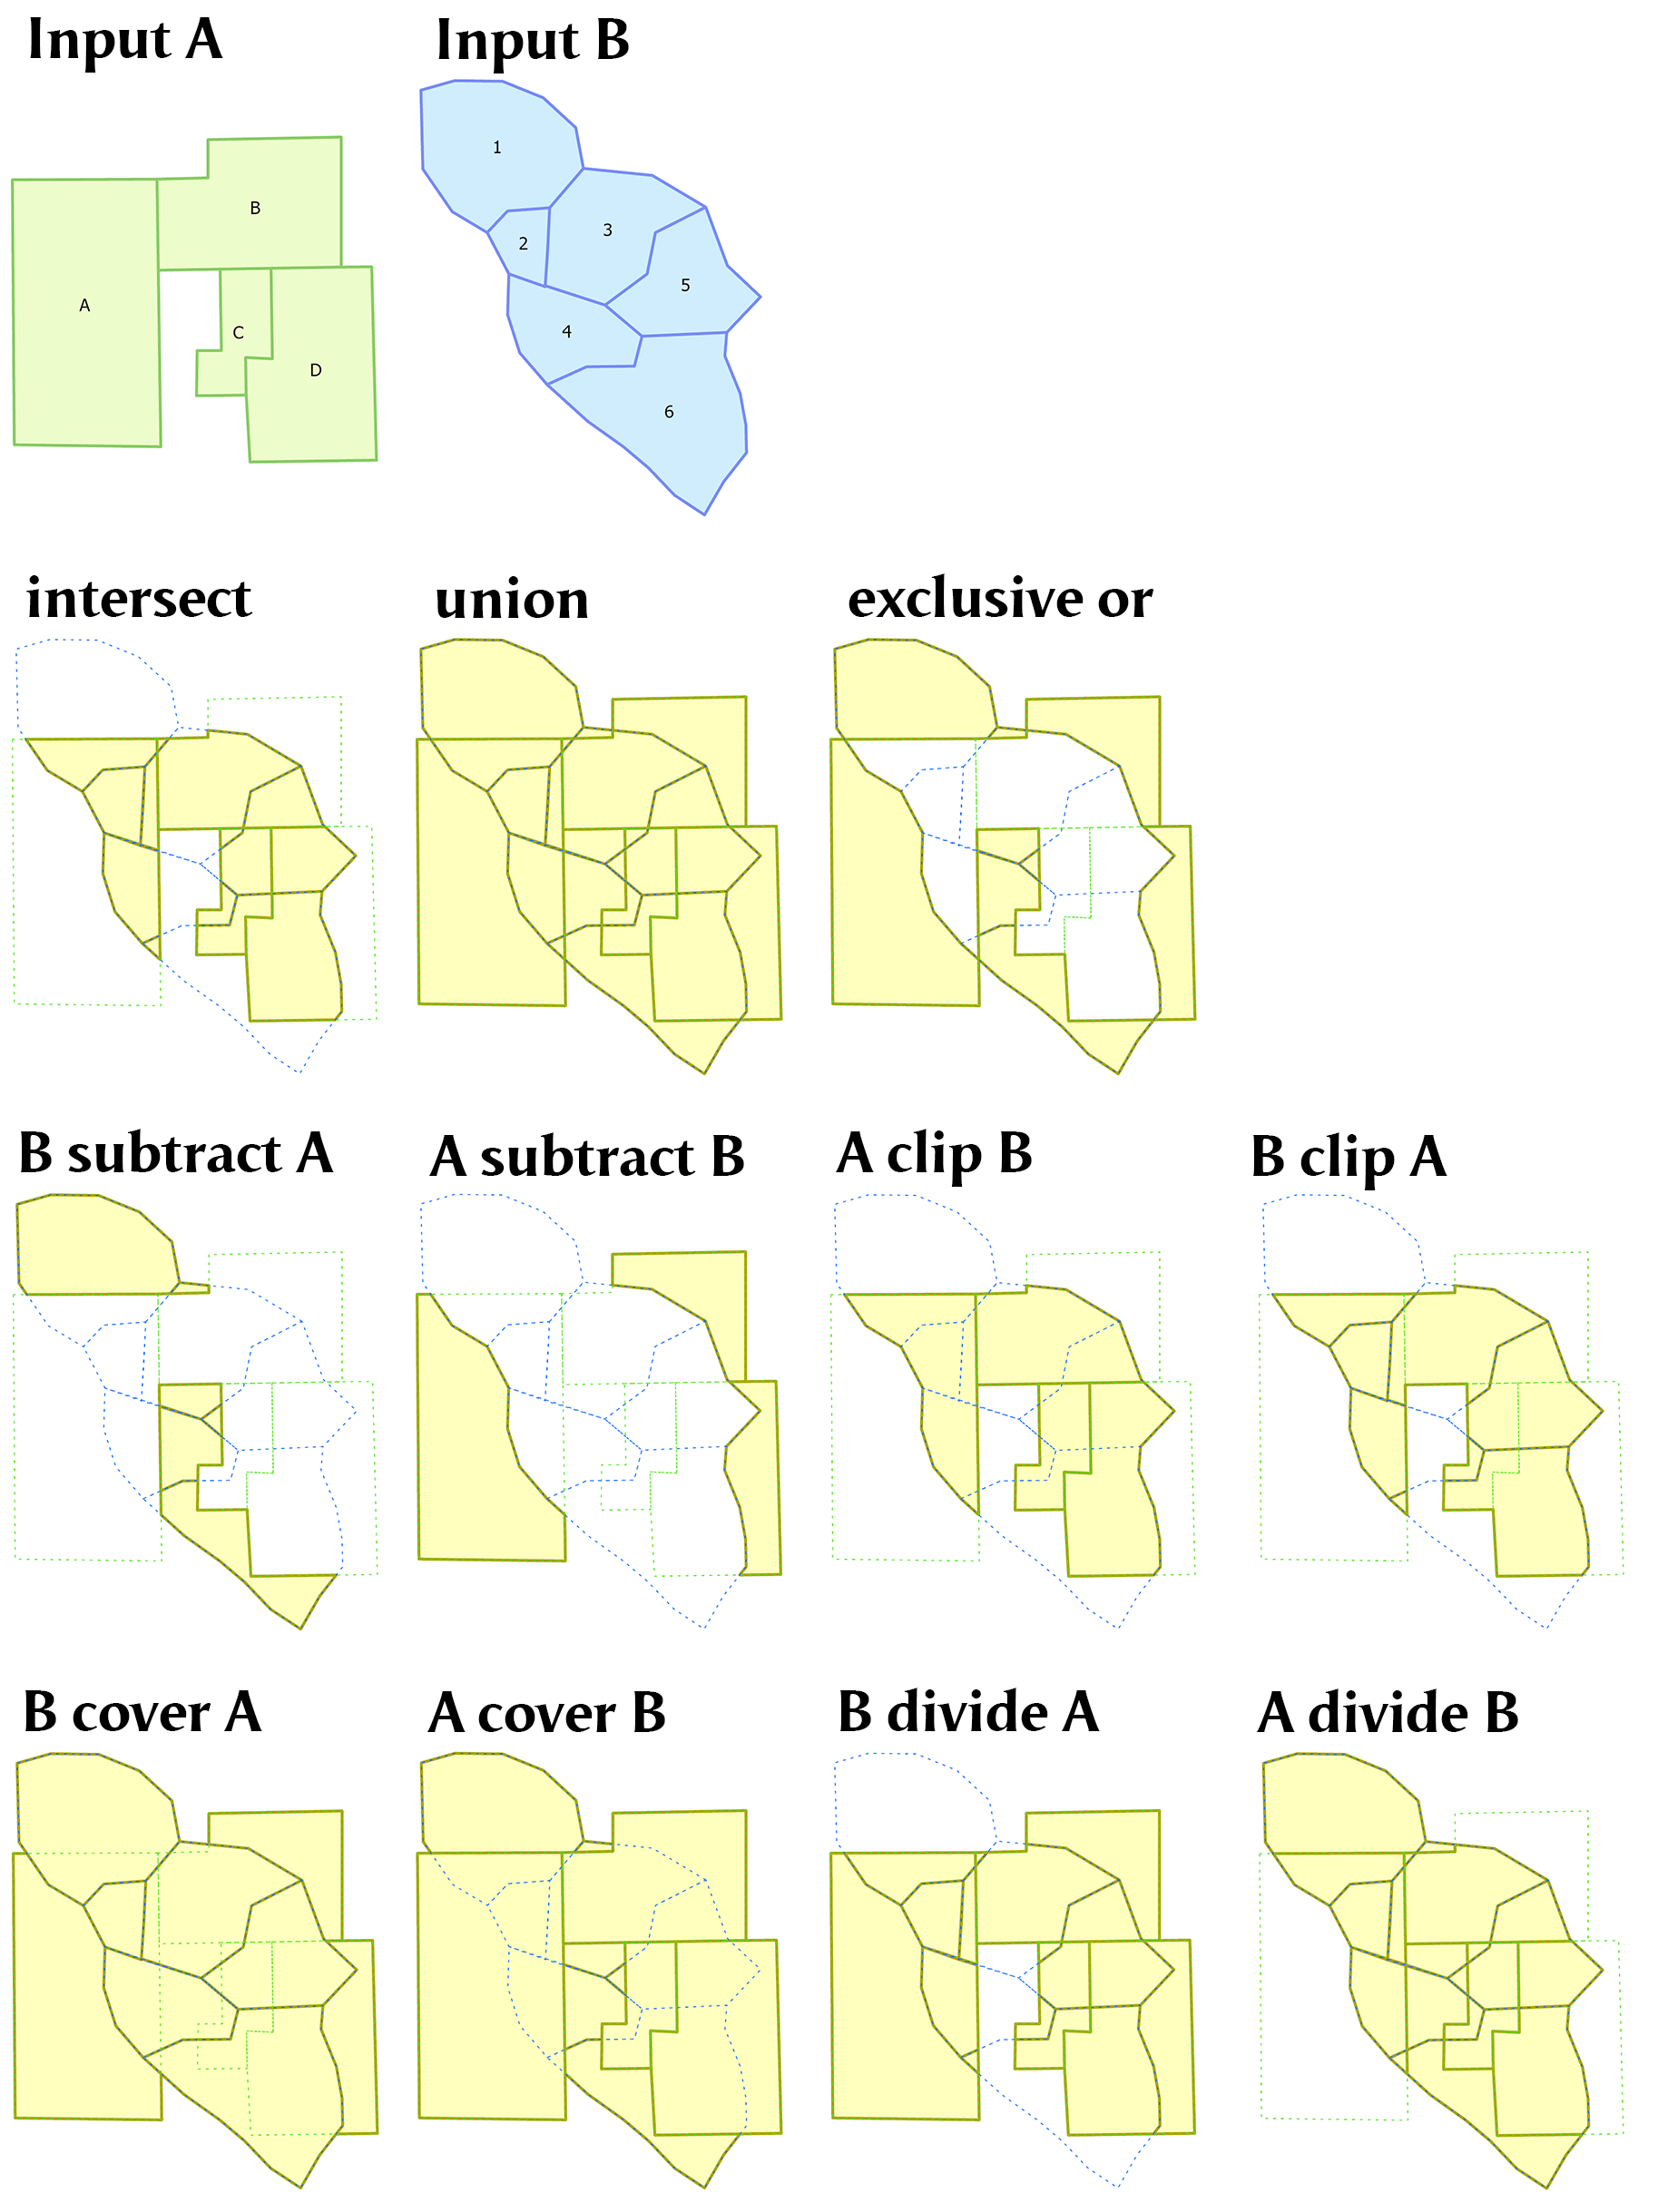 Input A
Input B
1
B
3
2
5
A
C
4
D
6
intersect
union
exclusive or
B subtract A
A subtract B
A clip B
B clip A
B cover A
A cover B
B divide A
A divide B